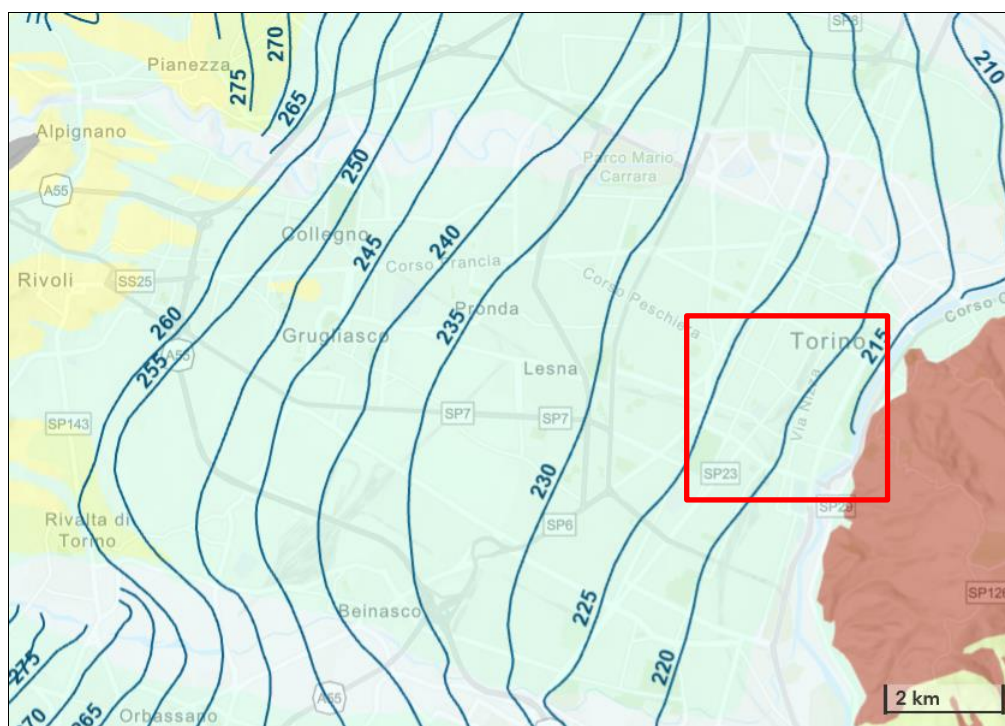 SP8
210
270
275
265
Pianezza
Alpignano
250
Parco Mario
Carrara
A55
Collegno
245
240
Corso Francia
Rivoli
SS25
Corso Peschiera
Pronda
260
235
Grugliasco
Torino
215
255
A55
Lesna
Via Nizza
SP143
SP7
SP7
230
SP23
Rivalta di
Torino
SP6
SP29
225
Beinasco
SP126
220
275
A55
2 km
265
Orbassano